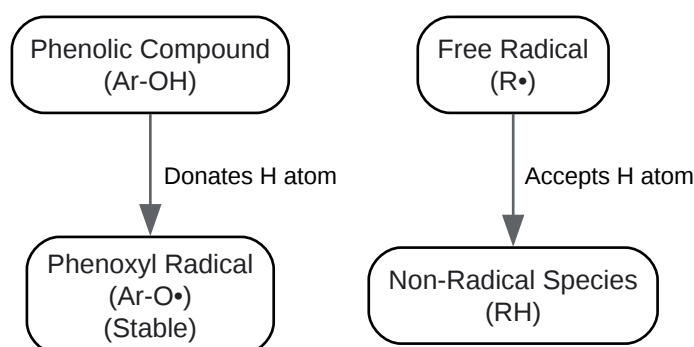 Phenolic Compound
(Ar-OH)
Free Radical
(R•)
Donates H atom
Accepts H atom
Phenoxyl Radical
(Ar-O•)
(Stable)
Non-Radical Species
(RH)